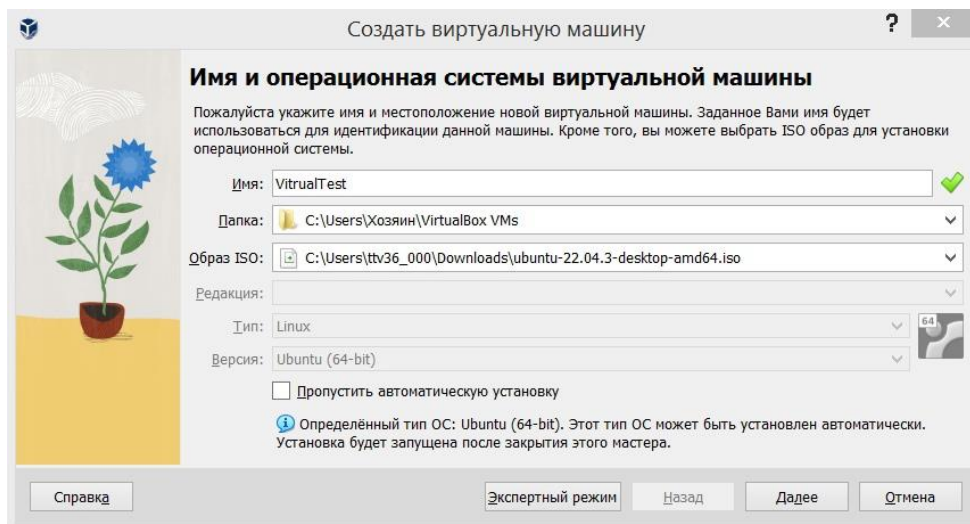 Создать виртуальную машину
?
×
Имя и операционная системы виртуальной машины
Пожалуйста укажите имя и местоположение новой виртуальной машины. Заданное Вами имя будет
использоваться для идентификации данной машины. Кроме того, вы можете выбрать ISO образ для установки
операционной системы.
Имя: VitrualTest
Папка: C:\Users\Хозяин\VirtualBox VMs
Образ ISO: C:\Users\ttv36_000\Downloads\ubuntu-22.04.3-desktop-amd64.iso
Редакция:
Тип: Linux
64
Версия: Ubuntu (64-bit)
Пропустить автоматическую установку
Определённый тип ОС: Ubuntu (64-bit). Этот тип ОС может быть установлен автоматически.
Установка будет запущена после закрытия этого мастера.
Справка Экспертный режим Назад Далее Отмена